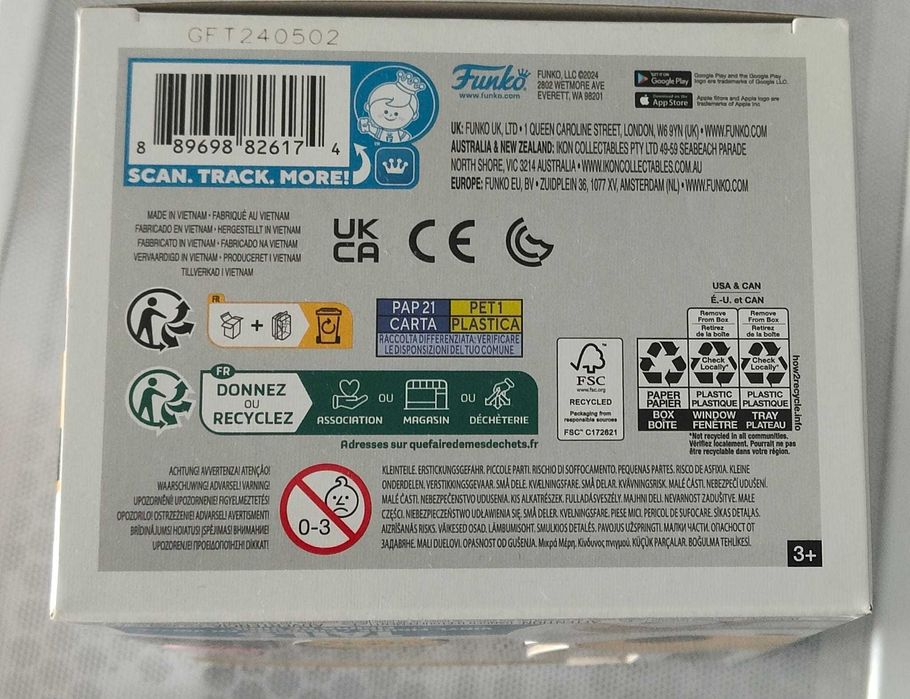 GFT240502
8 89698 82617 4
SCAN. TRACK. MORE!
Funko
www.funko.com
FUNKO, LLC ©2024
2802 WETMORE AVE
EVERETT, WA 98201
GET IT ON
Google Play
Google Play and the Google Play
logo are trademarks of Google LLC.
Download on the
App Store
Apple Store and Apple logo are
trademarks of Apple Inc
UK: FUNKO UK, LTD • 1 QUEEN CAROLINE STREET, LONDON, W6 9YN (UK) • WWW.FUNKO.COM
AUSTRALIA & NEW ZEALAND: IKON COLLECTABLES PTY LTD 49-59 SEABEACH PARADE
NORTH SHORE, VIC 3214 AUSTRALIA • WWW.IKONCOLLECTABLES.COM.AU
EUROPE: FUNKO EU, BV • ZUIDPLEIN 36, 1077 XV, AMSTERDAM (NL) • WWW.FUNKO.COM
MADE IN VIETNAM • FABRIQUÉ AU VIETNAM
FABRICADO EN VIETNAM • HERGESTELLT IN VIETNAM
FABBRICATO IN VIETNAM • FABRICADO NA VIETNAM
VERVAARDIGD IN VIETNAM • PRODUCERET I VIETNAM
TILLVERKAD I VIETNAM
UK
CA
CE
FR
+
PAP 21
PET 1
CARTA
PLASTICA
RACCOLTA DIFFERENZIATA: VERIFICARE
LE DISPOSIZIONI DEL TUO COMUNE
FR
DONNEZ
OU
RECYCLEZ
ASSOCIATION
OU
MAGASIN
OU
DÉCHÈTERIE
Adresses sur quefairedemesdechets.fr
FSC
www.fsc.org
RECYCLED
Packaging from
responsible sources
FSC™ C172621
USA & CAN
É.-U. et CAN
Remove
From Box
Retirez
de la boîte
Remove
From Box
Retirez
de la boîte
Check
Locally*
Check
Locally*
PAPER
PAPIER
PLASTIC
PLASTIQUE
PLASTIC
PLASTIQUE
BOX
BOÎTE
WINDOW
FENÊTRE
TRAY
PLATEAU
how2recycle.info
*Not recycled in all communities.
Vérifiez localement. Pourrait ne pas
être recyclable dans votre région.
ACHTUNG! AVVERTENZA! ATENÇÃO!
WAARSCHUWING! ADVARSEL! VARNING!
UPOZORNĚNÍ! UPOZORNENIE! FIGYELMEZTETÉS!
OPOZORILO! OSTRZEŻENIE! ADVARSEL! AVERTISMENT!
BRĪDINĀJUMS! HOIATUS! ĮSPĖJIMAS! ВНИМАНИЕ!
UPOZORENJE! ΠΡΟΕΙΔΟΠΟΙΗΣΗ! DİKKAT!
0-3
KLEINTEILE. ERSTICKUNGSGEFAHR. PICCOLE PARTI. RISCHIO DI SOFFOCAMENTO. PEQUENAS PARTES. RISCO DE ASFIXIA. KLEINE
ONDERDELEN. VERSTIKKINGSGEVAAR. SMÅ DELE. KVÆLNINGSFARE. SMÅ DELAR. KVÄVNINGSRISK. MALÉ ČÁSTI. NEBEZPEČÍ UDUŠENÍ.
MALÉ ČASTI. NEBEZPEČENSTVO UDUSENIA. KIS ALKATRÉSZEK. FULLADÁSVESZÉLY. MAJHNI DELI. NEVARNOST ZADUŠITVE. MAŁE
CZĘŚCI. NIEBEZPIECZEŃSTWO UDŁAWIENIA SIĘ. SMÅ DELER. KVELNINGSFARE. PIESE MICI. PERICOL DE SUFOCARE. SĪKAS DETAĻAS.
AIZRĪŠANĀS RISKS. VÄIKESED OSAD. LÄMBUMISOHT. SMULKIOS DETALĖS. PAVOJUS UŽSPRINGTI. МАЛКИ ЧАСТИ. ОПАСНОСТ ОТ
ЗАДАВЯНЕ. MALI DIJELOVI. OPASNOST OD GUŠENJA. Μικρά Μέρη. Κίνδυνος πνιγμού. KÜÇÜK PARÇALAR. BOĞULMA TEHLİKESİ.
3+